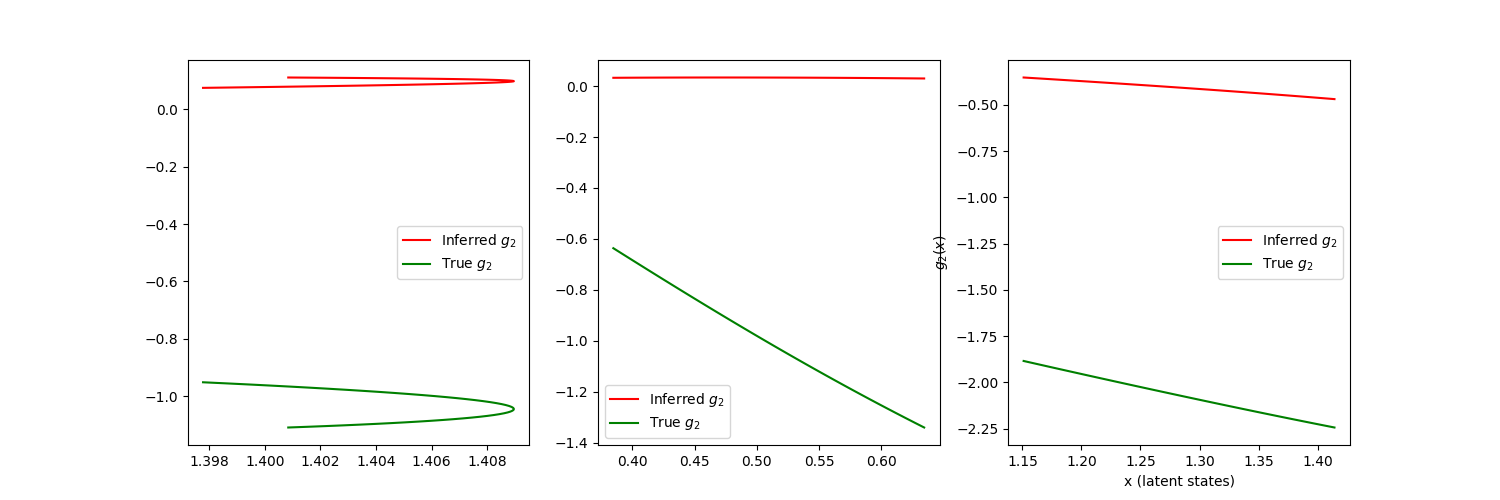 0.0
−0.2
−0.4
−0.6
−0.8
−1.0
1.398 1.400 1.402 1.404 1.406 1.408
Inferred g₂
True g₂
0.0
−0.2
−0.4
−0.6
−0.8
−1.0
−1.2
−1.4
0.40 0.45 0.50 0.55 0.60
Inferred g₂
True g₂
g₂(x)
−0.50
−0.75
−1.00
−1.25
−1.50
−1.75
−2.00
−2.25
1.15 1.20 1.25 1.30 1.35 1.40
x (latent states)
Inferred g₂
True g₂